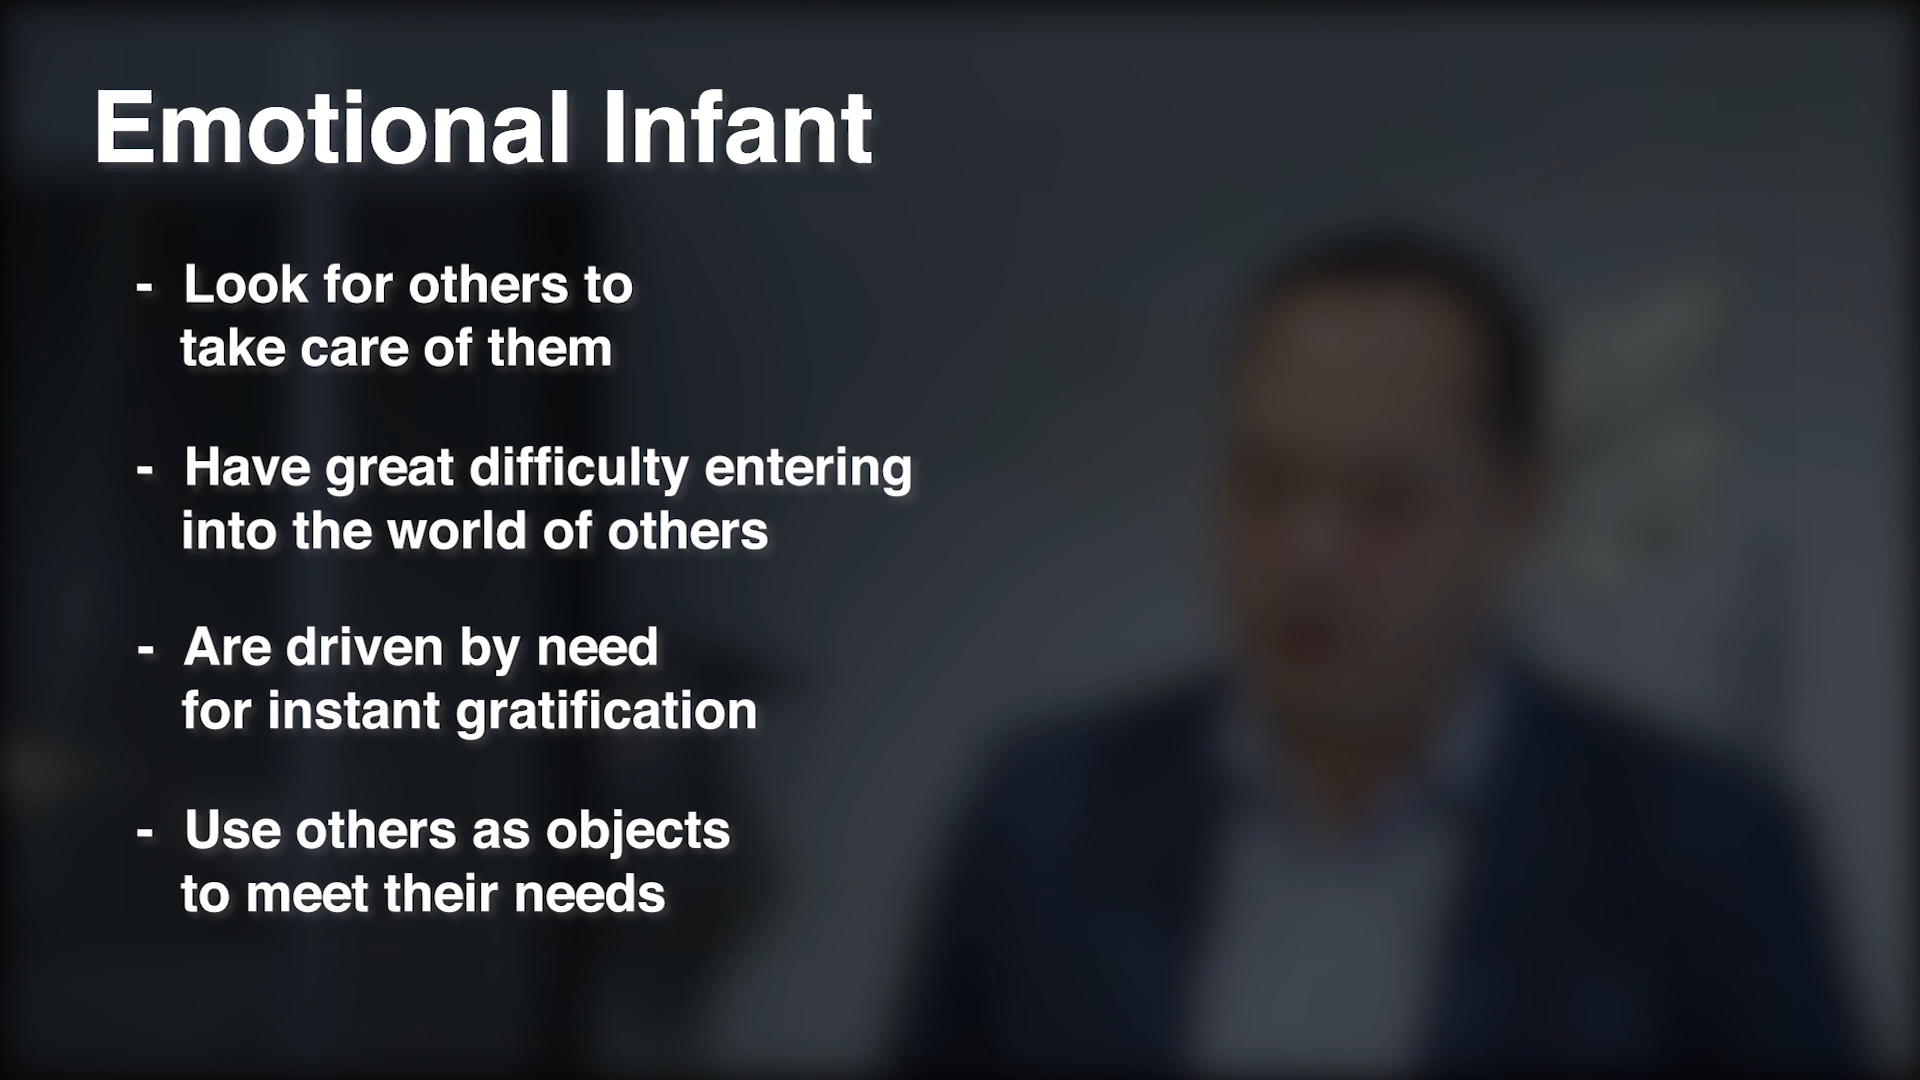 Emotional Infant
- Look for others to
take care of them
- Have great difficulty entering
into the world of others
- Are driven by need
for instant gratification
- Use others as objects
to meet their needs